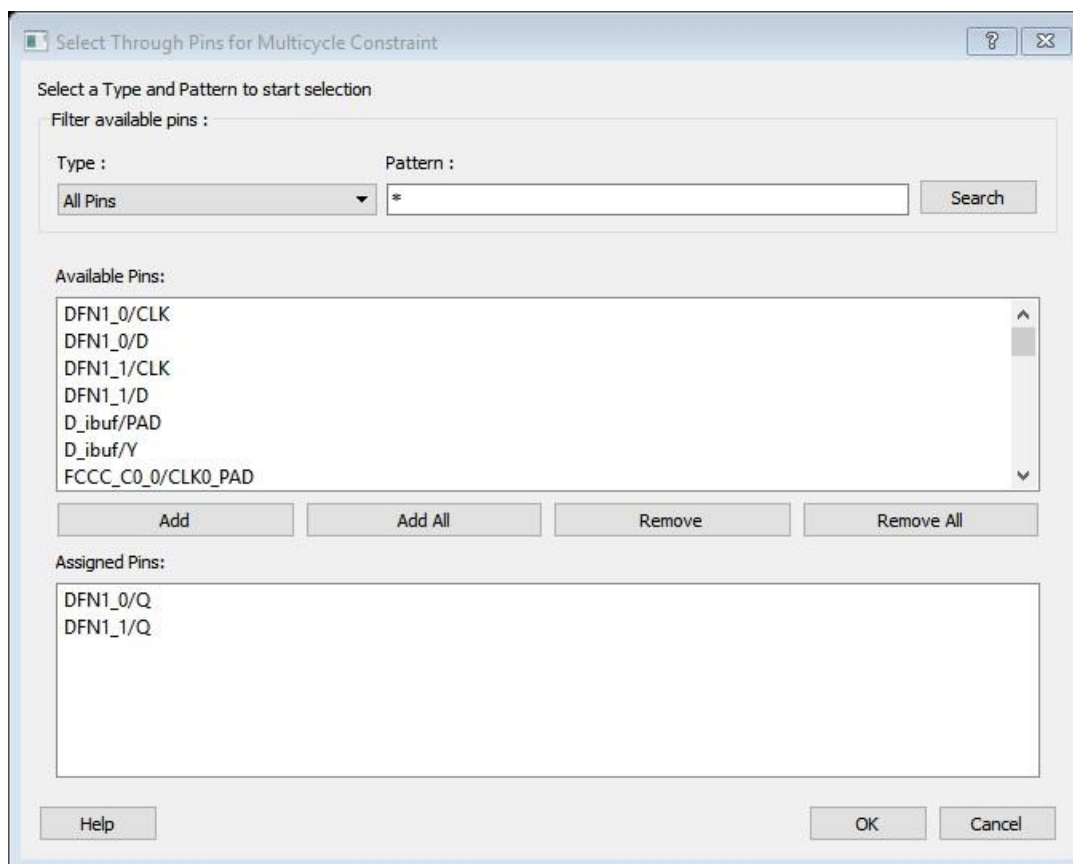 Select Through Pins for Multicycle Constraint
Select a Type and Pattern to start selection
Filter available pins :
Type : Pattern :
All Pins * Search
Available Pins:
DFN1_0/CLK
DFN1_0/D
DFN1_1/CLK
DFN1_1/D
D_ibuf/PAD
D_ibuf/Y
FCCC_C0_0/CLK0_PAD
Add Add All Remove Remove All
Assigned Pins:
DFN1_0/Q
DFN1_1/Q
Help OK Cancel